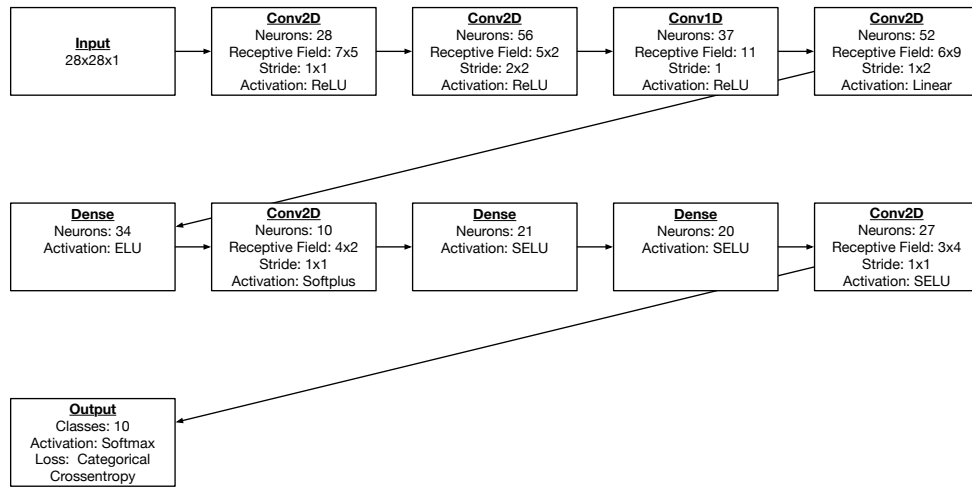 Input
28x28x1
Conv2D
Neurons: 28
Receptive Field: 7x5
Stride: 1x1
Activation: ReLU
Conv2D
Neurons: 56
Receptive Field: 5x2
Stride: 2x2
Activation: ReLU
Conv1D
Neurons: 37
Receptive Field: 11
Stride: 1
Activation: ReLU
Conv2D
Neurons: 52
Receptive Field: 6x9
Stride: 1x2
Activation: Linear
Dense
Neurons: 34
Activation: ELU
Conv2D
Neurons: 10
Receptive Field: 4x2
Stride: 1x1
Activation: Softplus
Dense
Neurons: 21
Activation: SELU
Dense
Neurons: 20
Activation: SELU
Conv2D
Neurons: 27
Receptive Field: 3x4
Stride: 1x1
Activation: SELU
Output
Classes: 10
Activation: Softmax
Loss: Categorical
Crossentropy